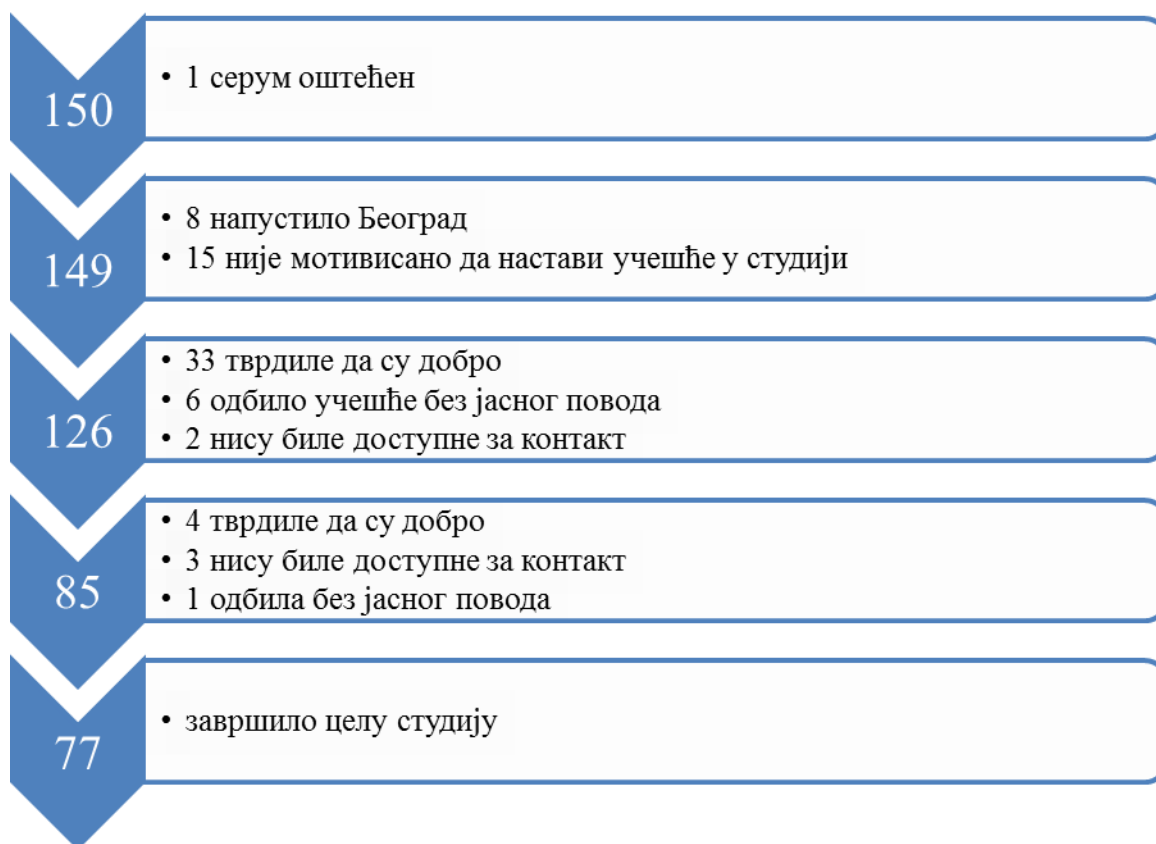 150
• 1 серум оштећен
149
• 8 напустило Београд
• 15 није мотивисано да настави учешће у студији
126
• 33 тврдиле да су добро
• 6 одбило учешће без јасног повода
• 2 нису биле доступне за контакт
85
• 4 тврдиле да су добро
• 3 нису биле доступне за контакт
• 1 одбила без јасног повода
77
• завршило целу студију